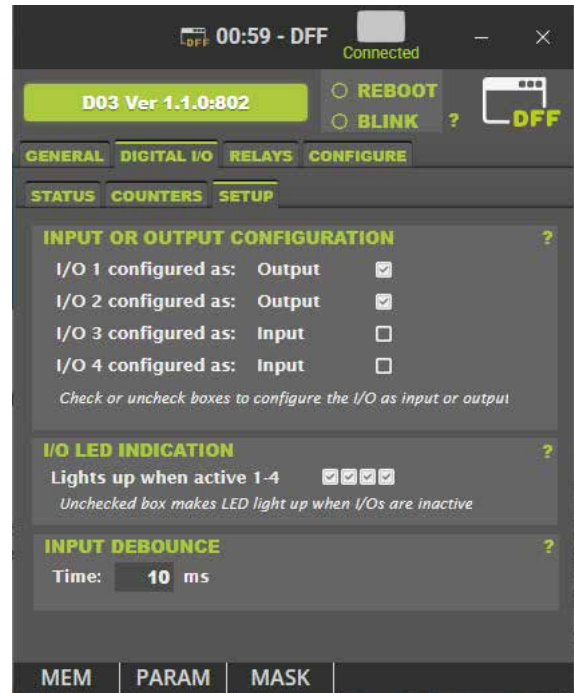 DFF 00:59 - DFF
Connected
D03 Ver 1.1.0:802
REBOOT
BLINK ?
DFF
GENERAL DIGITAL I/O RELAYS CONFIGURE
STATUS COUNTERS SETUP
INPUT OR OUTPUT CONFIGURATION ?
I/O 1 configured as: Output
I/O 2 configured as: Output
I/O 3 configured as: Input
I/O 4 configured as: Input
Check or uncheck boxes to configure the I/O as input or output
I/O LED INDICATION ?
Lights up when active 1-4
Unchecked box makes LED light up when I/Os are inactive
INPUT DEBOUNCE ?
Time: 10 ms
MEM PARAM MASK